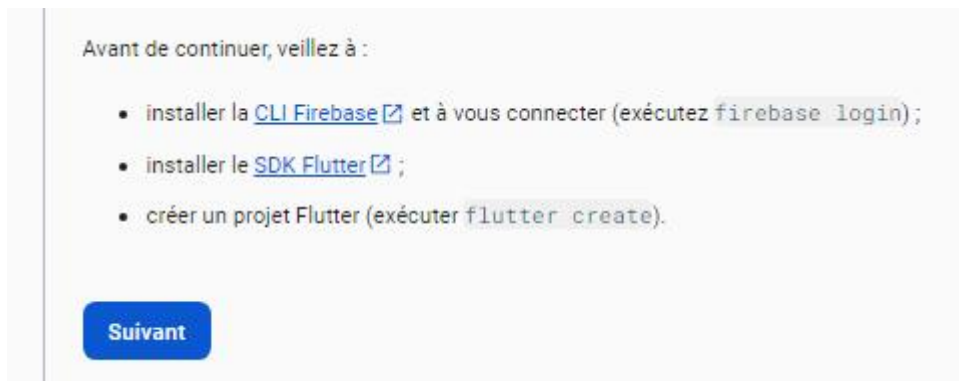 Avant de continuer, veillez à :
installer la CLI Firebase et à vous connecter (exécutez firebase login) ;
installer le SDK Flutter ;
créer un projet Flutter (exécuter flutter create).
Suivant